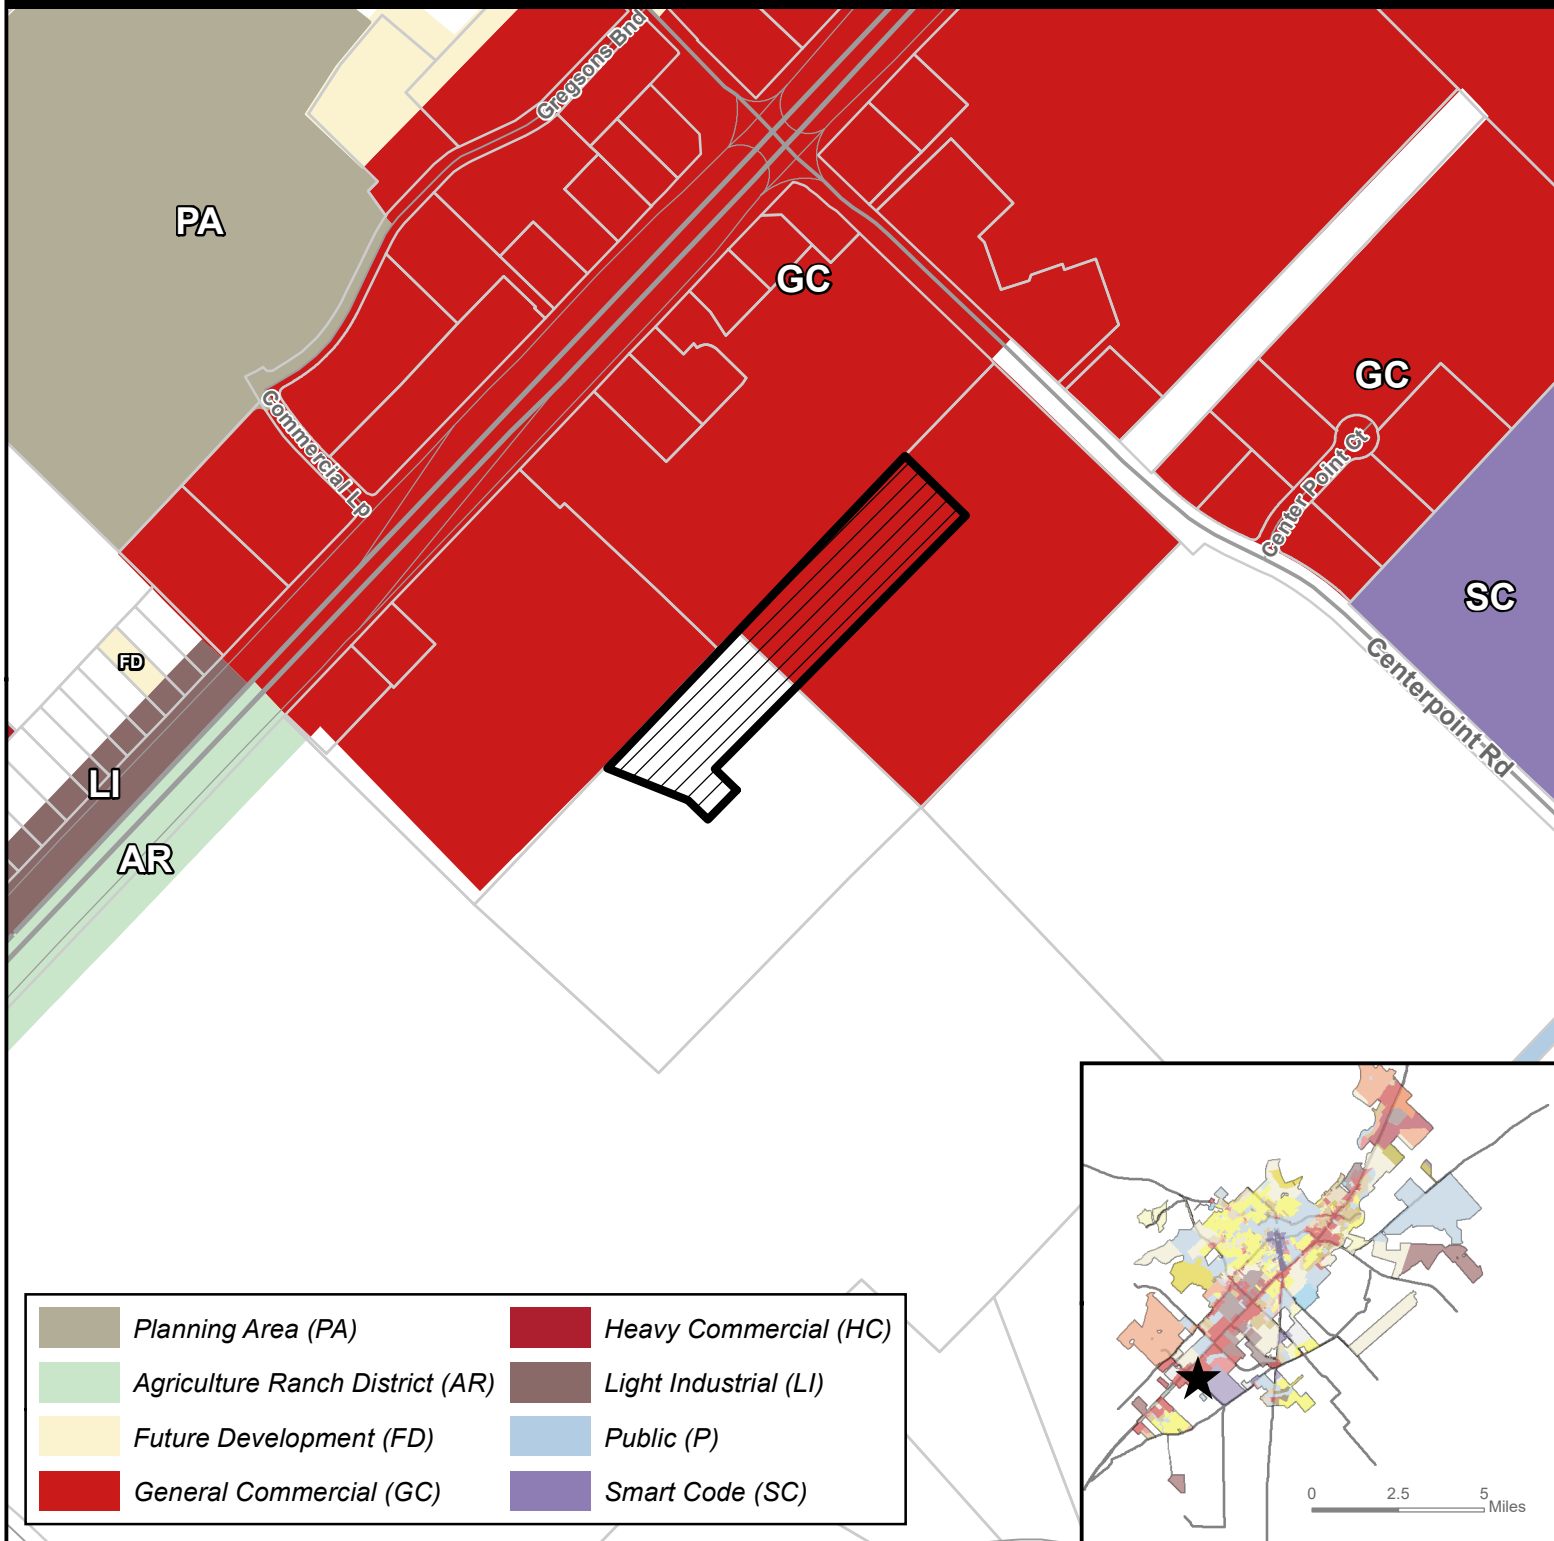 Gregsons Bnd
PA
GC
GC
Commercial Lp
Center Point Ct
SC
FD
Centerpoint Rd
LI
AR
Planning Area (PA)
Agriculture Ranch District (AR)
Future Development (FD)
General Commercial (GC)
Heavy Commercial (HC)
Light Industrial (LI)
Public (P)
Smart Code (SC)
0 2.5 5
Miles